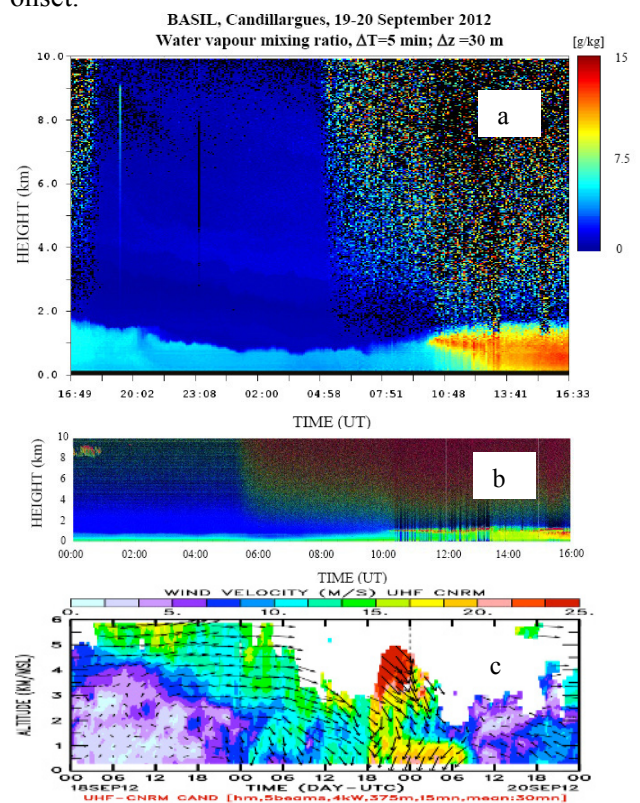 onset.
BASIL, Candillargues, 19-20 September 2012
Water vapour mixing ratio, ΔT=5 min; Δz =30 m
[g/kg]
10.0
15
a
8.0
7.5
6.0
HEIGHT (km)
4.0
0
2.0
0.0
16:49 20:02 23:08 02:00 04:58 07:51 10:48 13:41 16:33
TIME (UT)
10
8
b
6
HEIGHT (km)
4
2
0
00:00 02:00 04:00 06:00 08:00 10:00 12:00 14:00 16:00
TIME (UT)
WIND VELOCITY (M/S) UHF CNRM
0. 5. 10. 15. 20. 25.
6
5
c
4
ALTITUDE (KM/MSL)
3
2
1
0
00 06 12 18 00 06 12 18 00 06 12 18 00
18SEP12 TIME (DAY-UTC) 20SEP12
UHF-CNRM CAND [hm,5beams,4kW,375m,15mn,mean:30mn]